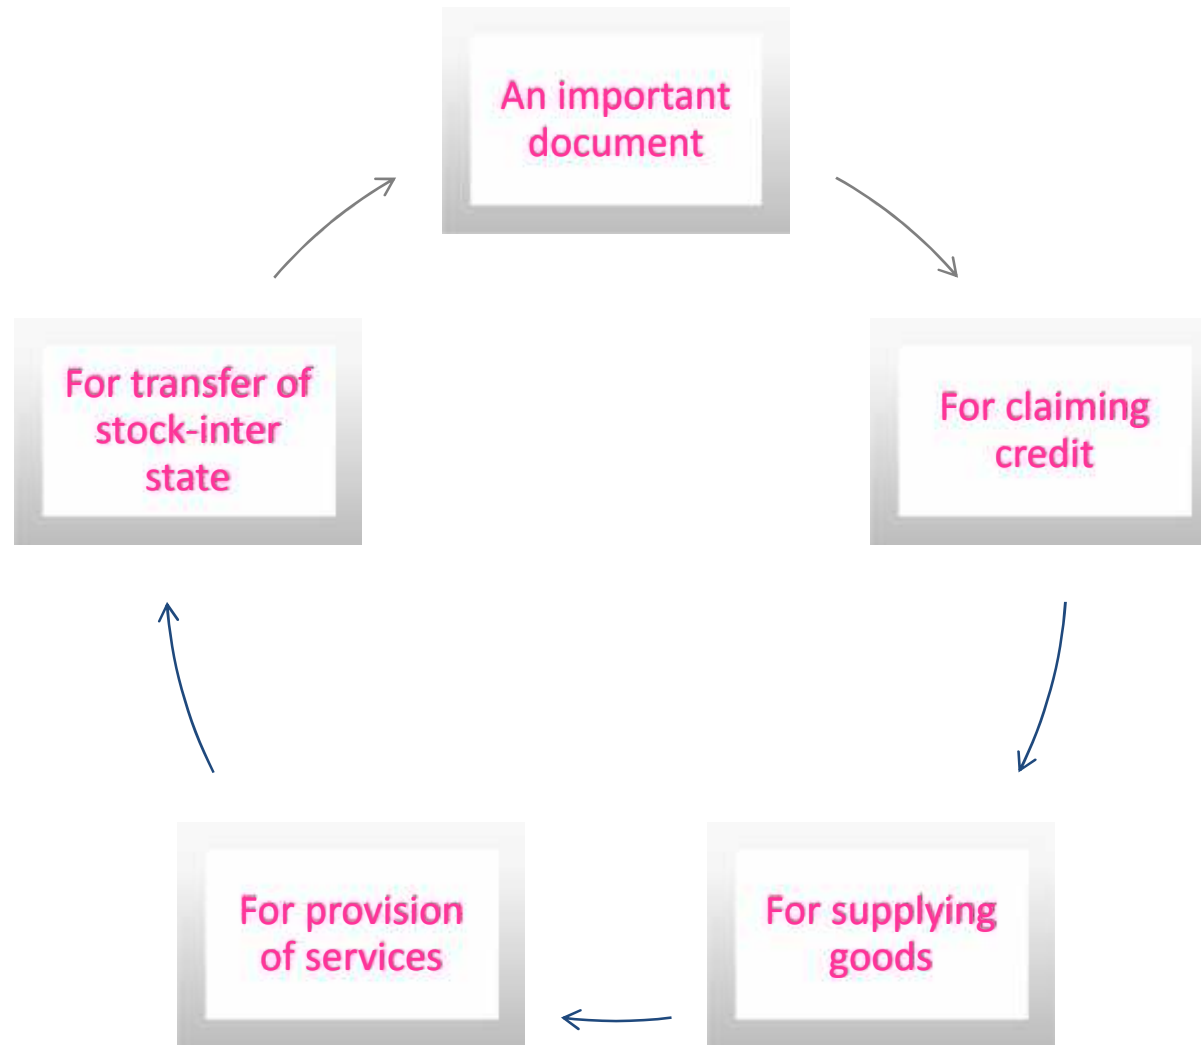 An important
document
For claiming
credit
For supplying
goods
For provision
of services
For transfer of
stock-inter
state